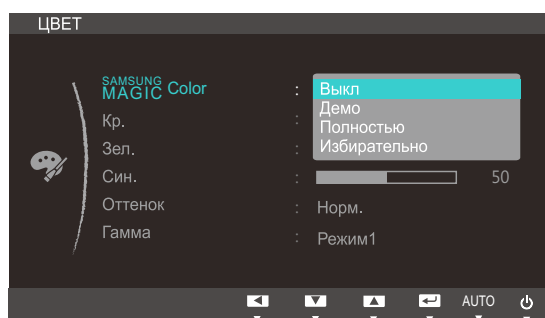 ЦВЕТ
SAMSUNG MAGIC Color : Выкл
Демо
Кр. :
Полностью
Зел. : Избирательно
Син. : 50
Оттенок : Норм.
Гамма : Режим1
AUTO